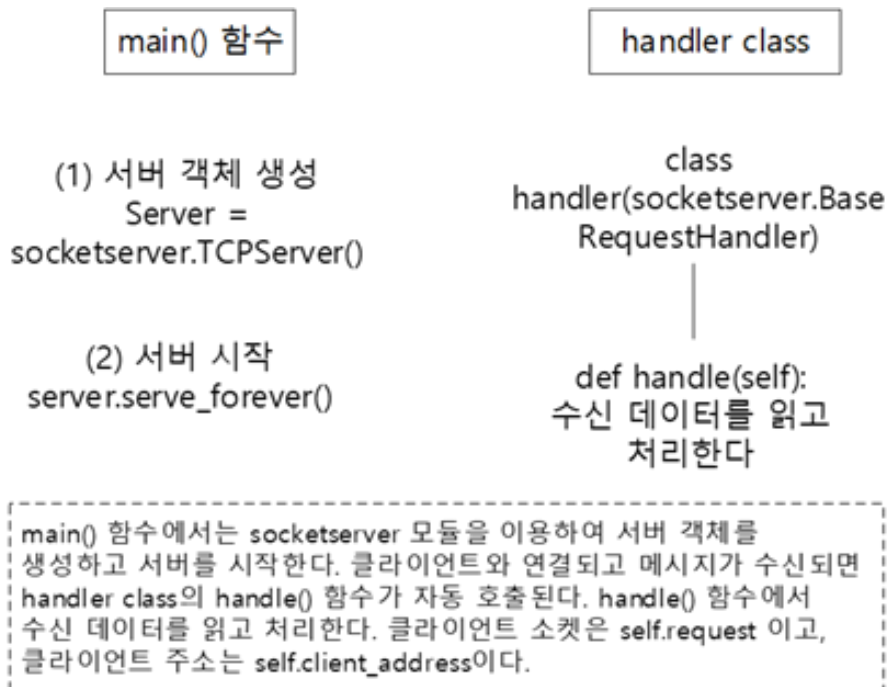 main() 함수
handler class
(1) 서버 객체 생성
Server =
socketserver.TCPServer()
(2) 서버 시작
server.serve_forever()
class
handler(socketserver.Base
RequestHandler)
def handle(self):
수신 데이터를 읽고
처리한다
main() 함수에서는 socketserver 모듈을 이용하여 서버 객체를
생성하고 서버를 시작한다. 클라이언트와 연결되고 메시지가 수신되면
handler class의 handle() 함수가 자동 호출된다. handle() 함수에서
수신 데이터를 읽고 처리한다. 클라이언트 소켓은 self.request 이고,
클라이언트 주소는 self.client_address이다.